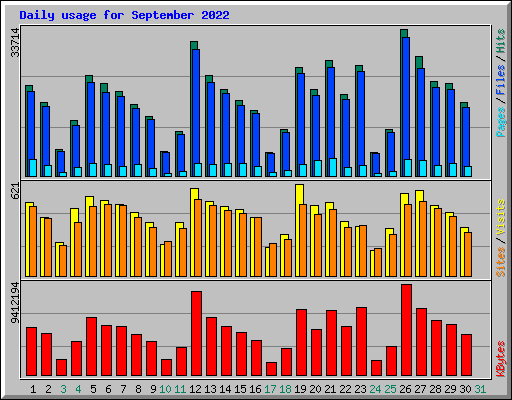 Daily usage for September 2022
33714
Pages / Files / Hits
621
Sites / Visits
9412194
KBytes
1 2 3 4 5 6 7 8 9 10 11 12 13 14 15 16 17 18 19 20 21 22 23 24 25 26 27 28 29 30 31